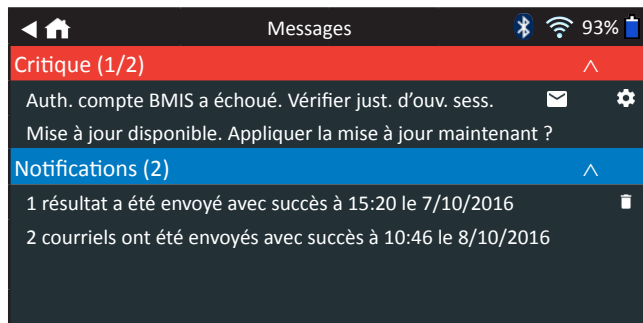 Messages 93%
Critique (1/2)
Auth. compte BMIS a échoué. Vérifier just. d'ouv. sess.
Mise à jour disponible. Appliquer la mise à jour maintenant ?
Notifications (2)
1 résultat a été envoyé avec succès à 15:20 le 7/10/2016
2 courriels ont été envoyés avec succès à 10:46 le 8/10/2016